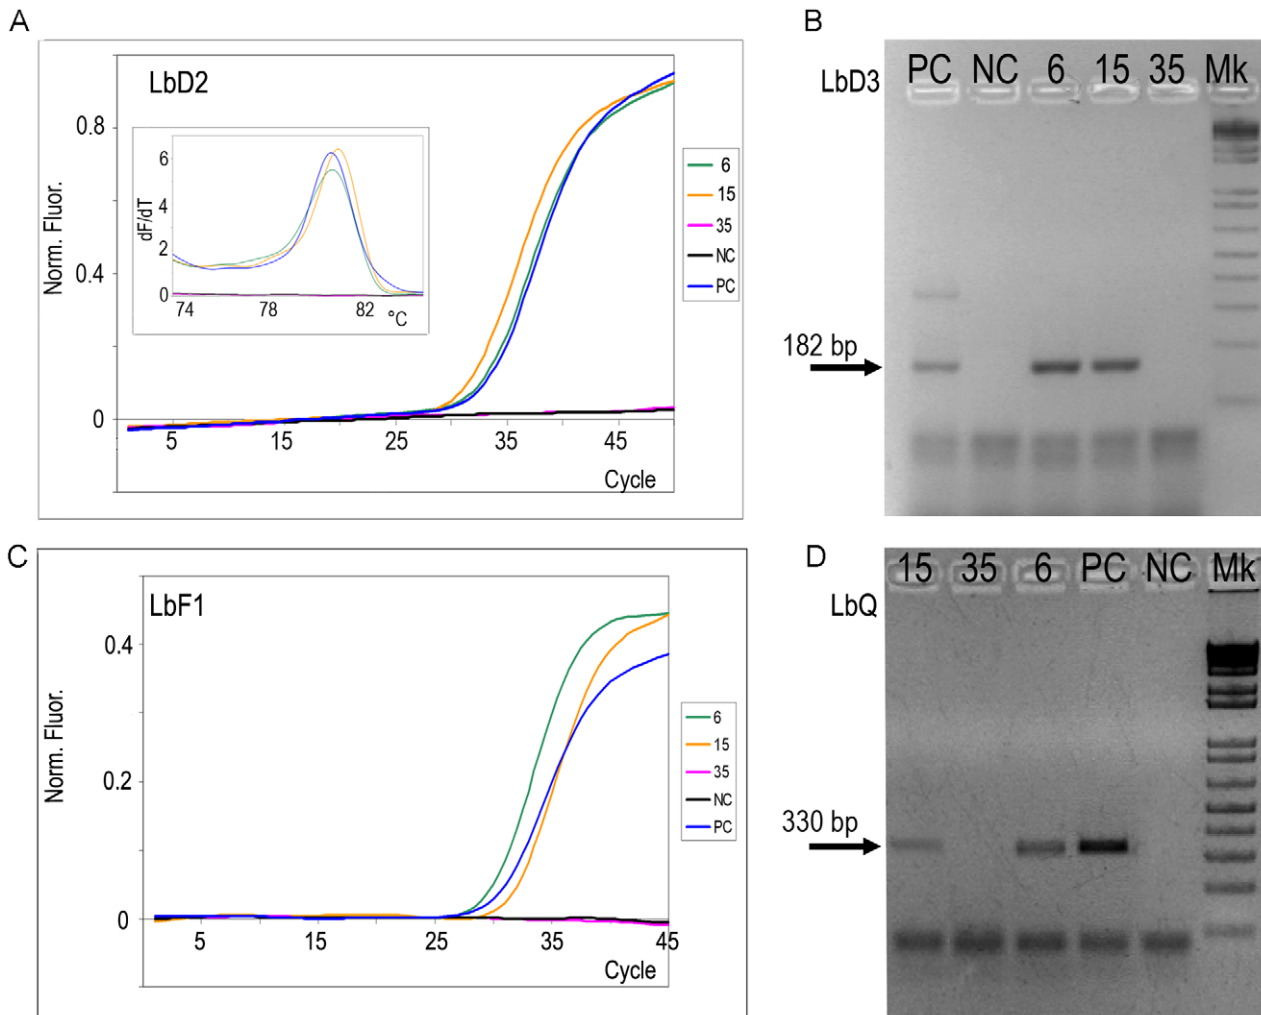 A
LbD2
Norm. Fluor.
0.8
0.4
0
5 15 25 35 45
Cycle
dF/dT
6
4
2
0
74 78 82 °C
6
15
35
NC
PC
B
LbD3
PC NC 6 15 35 Mk
182 bp
C
LbF1
Norm. Fluor.
0.4
0.2
0
5 15 25 35 45
Cycle
6
15
35
NC
PC
D
LbQ
15 35 6 PC NC Mk
330 bp